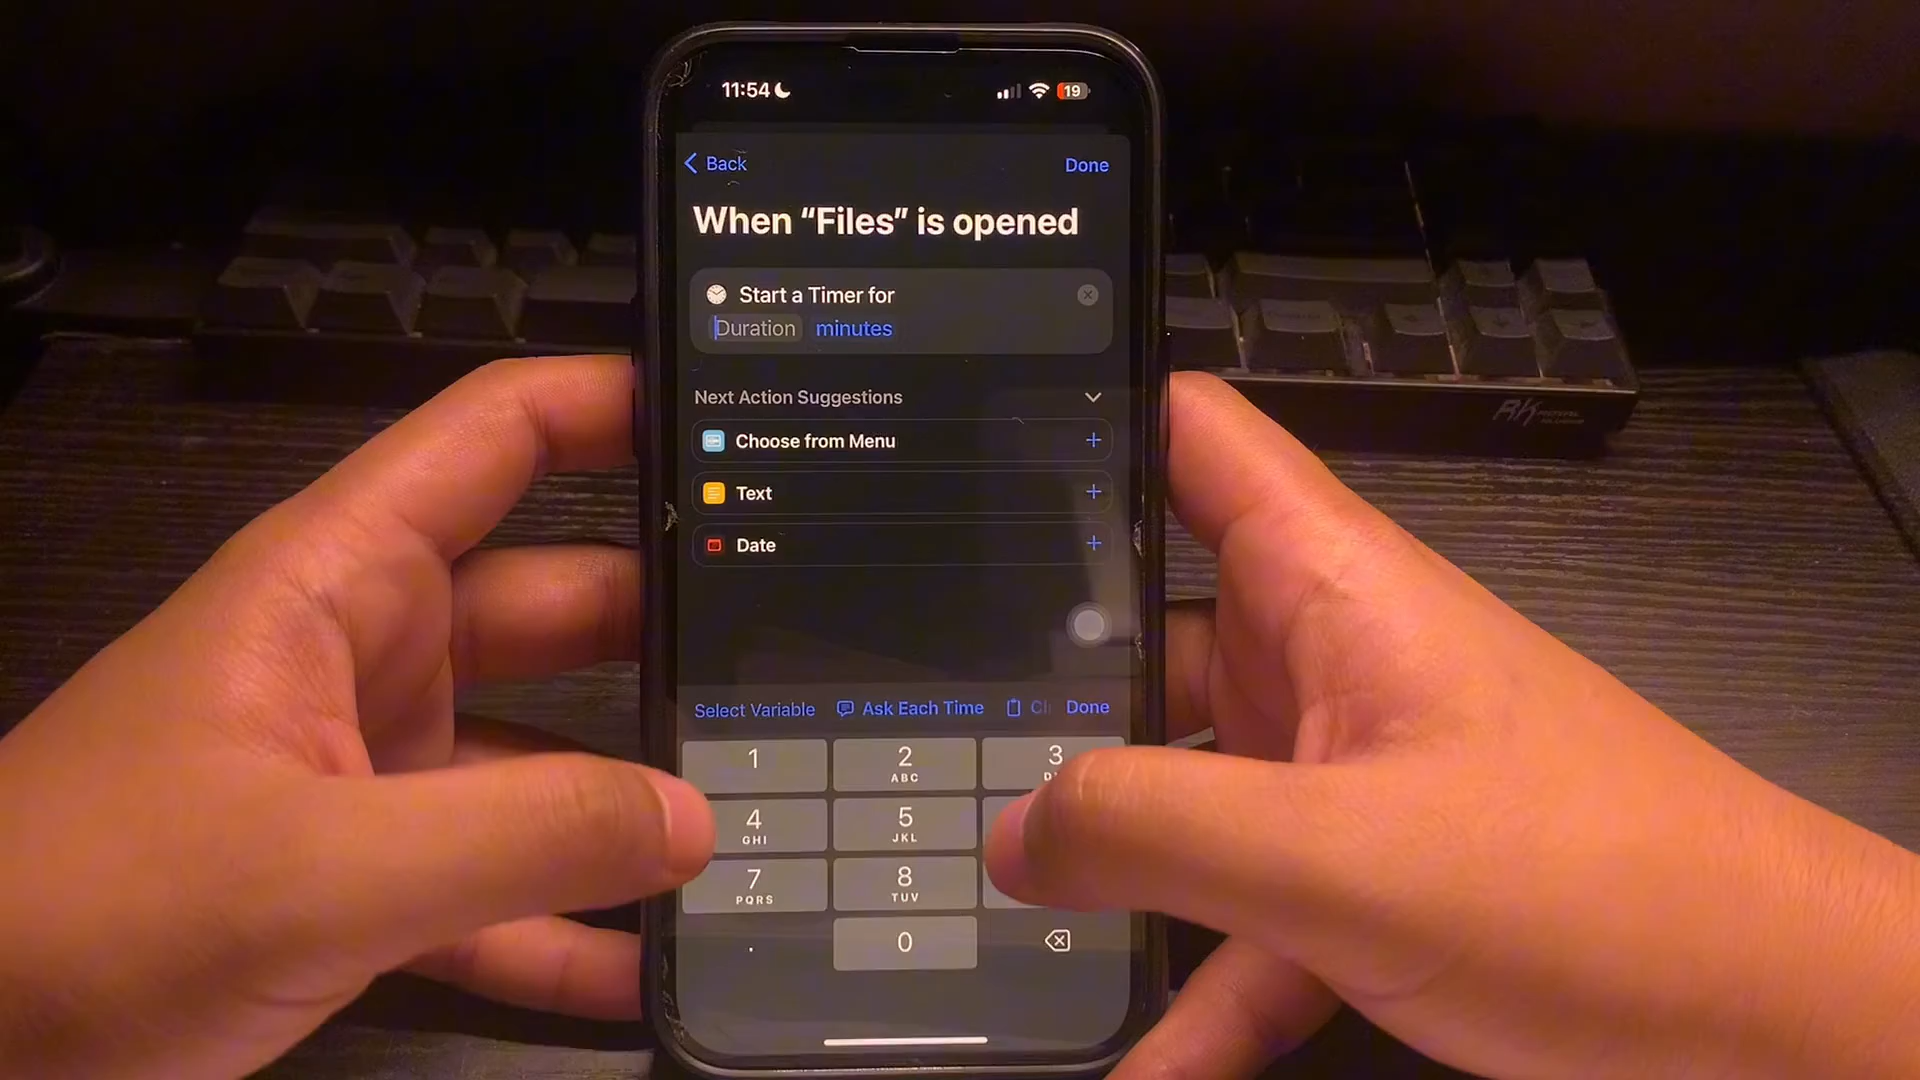 11:54
19
Back
Done
When “Files” is opened
Start a Timer for
Duration minutes
Next Action Suggestions
Choose from Menu
Text
Date
Select Variable Ask Each Time Cl Done
1 2 3
ABC D
4 5
GHI JKL
7 8
PQRS TUV
. 0
RK